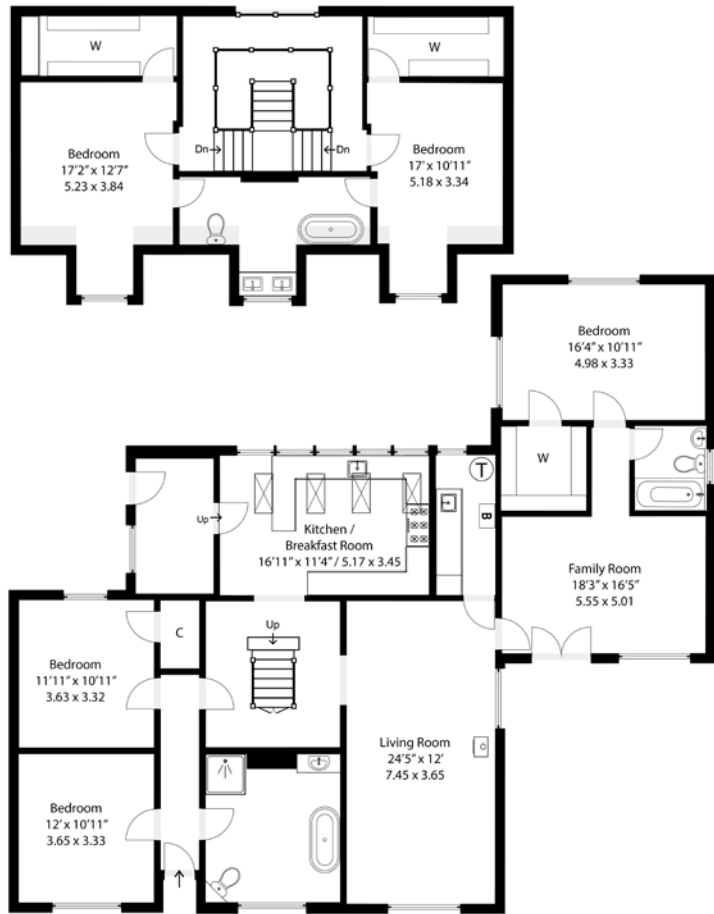 W
W
Dn
Dn
Bedroom
17'2" x 12'7"
5.23 x 3.84
Bedroom
17' x 10'11"
5.18 x 3.34
Bedroom
16'4" x 10'11"
4.98 x 3.33
W
T
B
Up
Kitchen /
Breakfast Room
16'11" x 11'4" / 5.17 x 3.45
Family Room
18'3" x 16'5"
5.55 x 5.01
C
Up
Bedroom
11'11" x 10'11"
3.63 x 3.32
Living Room
24'5" x 12'
7.45 x 3.65
Bedroom
12' x 10'11"
3.65 x 3.33